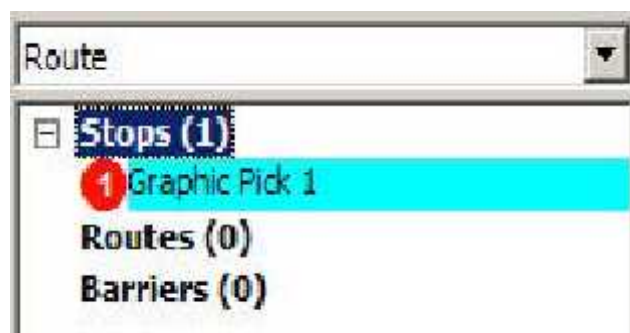 Route
Stops (1)
1 Graphic Pick 1
Routes (0)
Barriers (0)